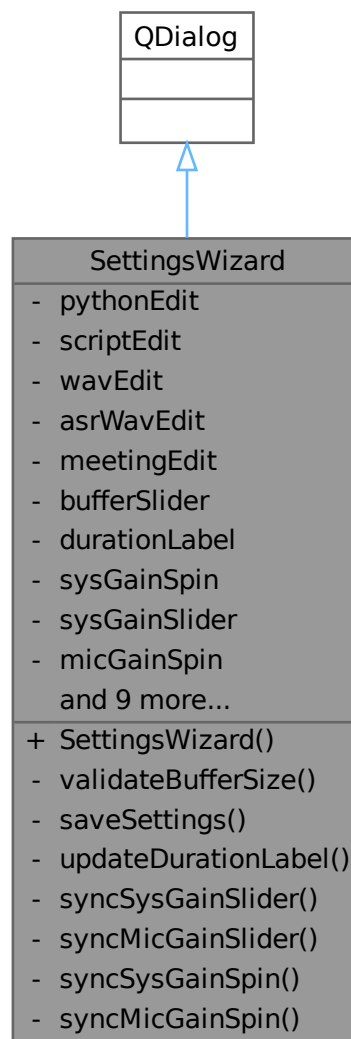 QDialog
SettingsWizard
- pythonEdit
- scriptEdit
- wavEdit
- asrWavEdit
- meetingEdit
- bufferSlider
- durationLabel
- sysGainSpin
- sysGainSlider
- micGainSpin
and 9 more...
+ SettingsWizard()
- validateBufferSize()
- saveSettings()
- updateDurationLabel()
- syncSysGainSlider()
- syncMicGainSlider()
- syncSysGainSpin()
- syncMicGainSpin()